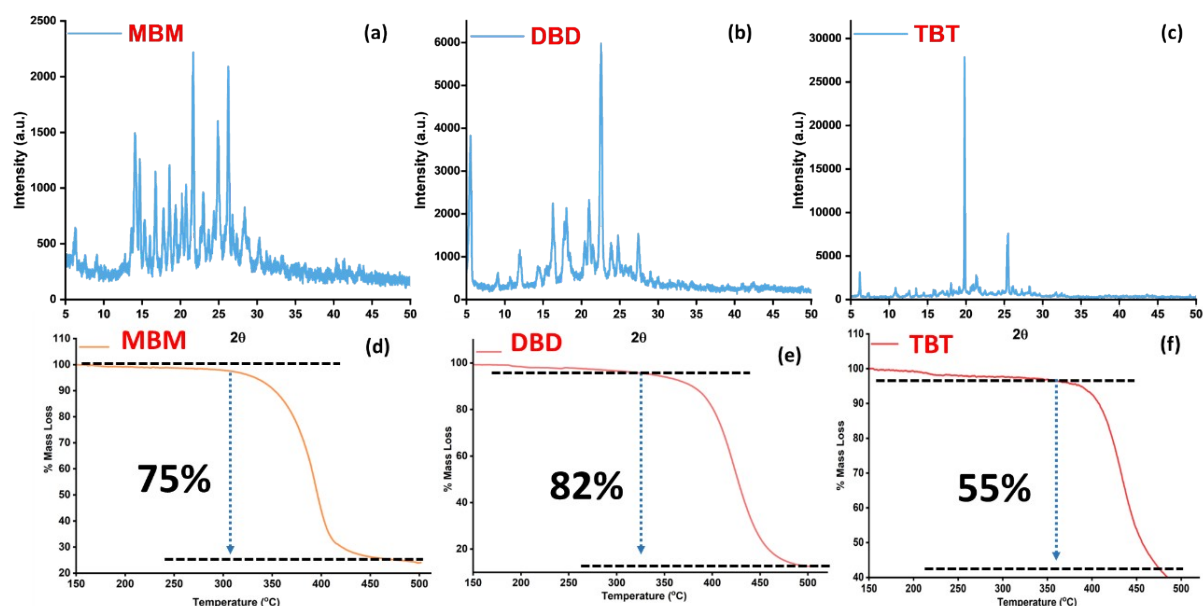 MBM
(a)
2500
2000
1500
1000
500
0
Intensity (a.u.)
5 10 15 20 25 30 35 40 45 50
2θ
DBD
(b)
6000
5000
4000
3000
2000
1000
0
Intensity (a.u.)
5 10 15 20 25 30 35 40 45 50
2θ
TBT
(c)
30000
25000
20000
15000
10000
5000
0
Intensity (a.u.)
5 10 15 20 25 30 35 40 45 50
2θ
MBM
(d)
110
100
90
80
70
60
50
40
30
20
% Mass Loss
75%
150 200 250 300 350 400 450 500
Temperature (°C)
DBD
(e)
100
80
60
40
20
% Mass Loss
82%
150 200 250 300 350 400 450 500
Temperature (°C)
TBT
(f)
110
100
90
80
70
60
50
40
% Mass Loss
55%
150 200 250 300 350 400 450 500
Temperature (°C)